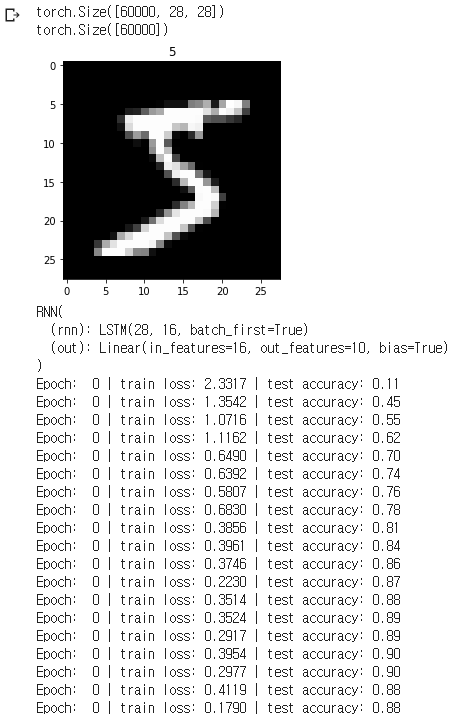 torch.Size([60000, 28, 28])
torch.Size([60000])
5
0
5
10
15
20
25
0 5 10 15 20 25
RNN(
  (rnn): LSTM(28, 16, batch_first=True)
  (out): Linear(in_features=16, out_features=10, bias=True)
)
Epoch:  0 | train loss: 2.3317 | test accuracy: 0.11
Epoch:  0 | train loss: 1.3542 | test accuracy: 0.45
Epoch:  0 | train loss: 1.0716 | test accuracy: 0.55
Epoch:  0 | train loss: 1.1162 | test accuracy: 0.62
Epoch:  0 | train loss: 0.6490 | test accuracy: 0.70
Epoch:  0 | train loss: 0.6392 | test accuracy: 0.74
Epoch:  0 | train loss: 0.5807 | test accuracy: 0.76
Epoch:  0 | train loss: 0.6830 | test accuracy: 0.78
Epoch:  0 | train loss: 0.3856 | test accuracy: 0.81
Epoch:  0 | train loss: 0.3961 | test accuracy: 0.84
Epoch:  0 | train loss: 0.3746 | test accuracy: 0.86
Epoch:  0 | train loss: 0.2230 | test accuracy: 0.87
Epoch:  0 | train loss: 0.3514 | test accuracy: 0.88
Epoch:  0 | train loss: 0.3524 | test accuracy: 0.89
Epoch:  0 | train loss: 0.2917 | test accuracy: 0.89
Epoch:  0 | train loss: 0.3954 | test accuracy: 0.90
Epoch:  0 | train loss: 0.2977 | test accuracy: 0.90
Epoch:  0 | train loss: 0.4119 | test accuracy: 0.88
Epoch:  0 | train loss: 0.1790 | test accuracy: 0.88